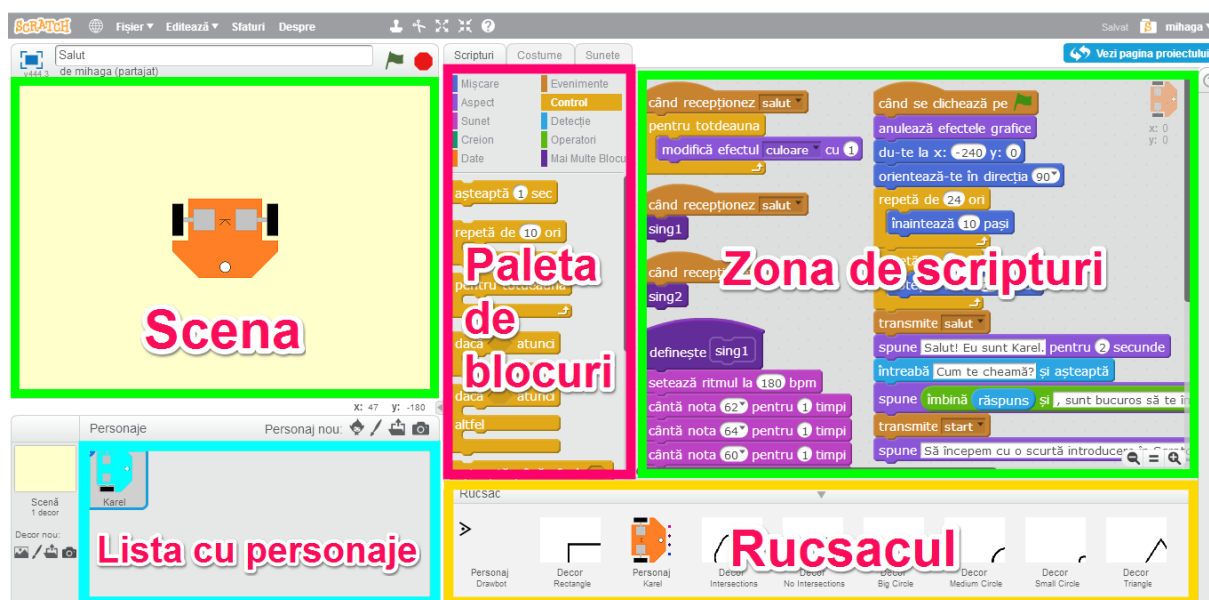 SCRATCH
Fișier
Editează
Sfaturi
Despre
Salvat
mihaga
Salut
v444.3
de mihaga (partajat)
Scripturi
Costume
Sunete
Vezi pagina proiectului
Mișcare
Evenimente
Aspect
Control
Sunet
Detecție
Creion
Operatori
Date
Mai Multe Blocu
așteaptă 1 sec
repetă de 10 ori
pentru totdeauna
dacă atunci
dacă atunci
altfel
Paleta
de
blocuri
Scena
Zona de scripturi
când recepționez salut
pentru totdeauna
modifică efectul culoare cu 1
când recepționez salut
sing1
când recep
sing2
definește sing1
setează ritmul la 180 bpm
cântă nota 62 pentru 1 timpi
cântă nota 64 pentru 1 timpi
cântă nota 60 pentru 1 timpi
când se clichează pe
anulează efectele grafice
du-te la x: -240 y: 0
orientează-te în direcția 90
repetă de 24 ori
înaintează 10 pași
transmite salut
spune Salut! Eu sunt Karel. pentru 2 secunde
întreabă Cum te cheamă? și așteaptă
spune îmbină răspuns și , sunt bucuros să te în
transmite start
spune Să începem cu o scurtă introducere
x: 0
y: 0
x: 47 y: -180
Personaje
Personaj nou:
Scenă
1 decor
Decor nou:
Karel
Lista cu personaje
Rucsac
Rucsacul
Personaj
Drawbot
Decor
Rectangle
Personaj
Karel
Decor
Intersections
Decor
No Intersections
Decor
Big Circle
Decor
Medium Circle
Decor
Small Circle
Decor
Triangle